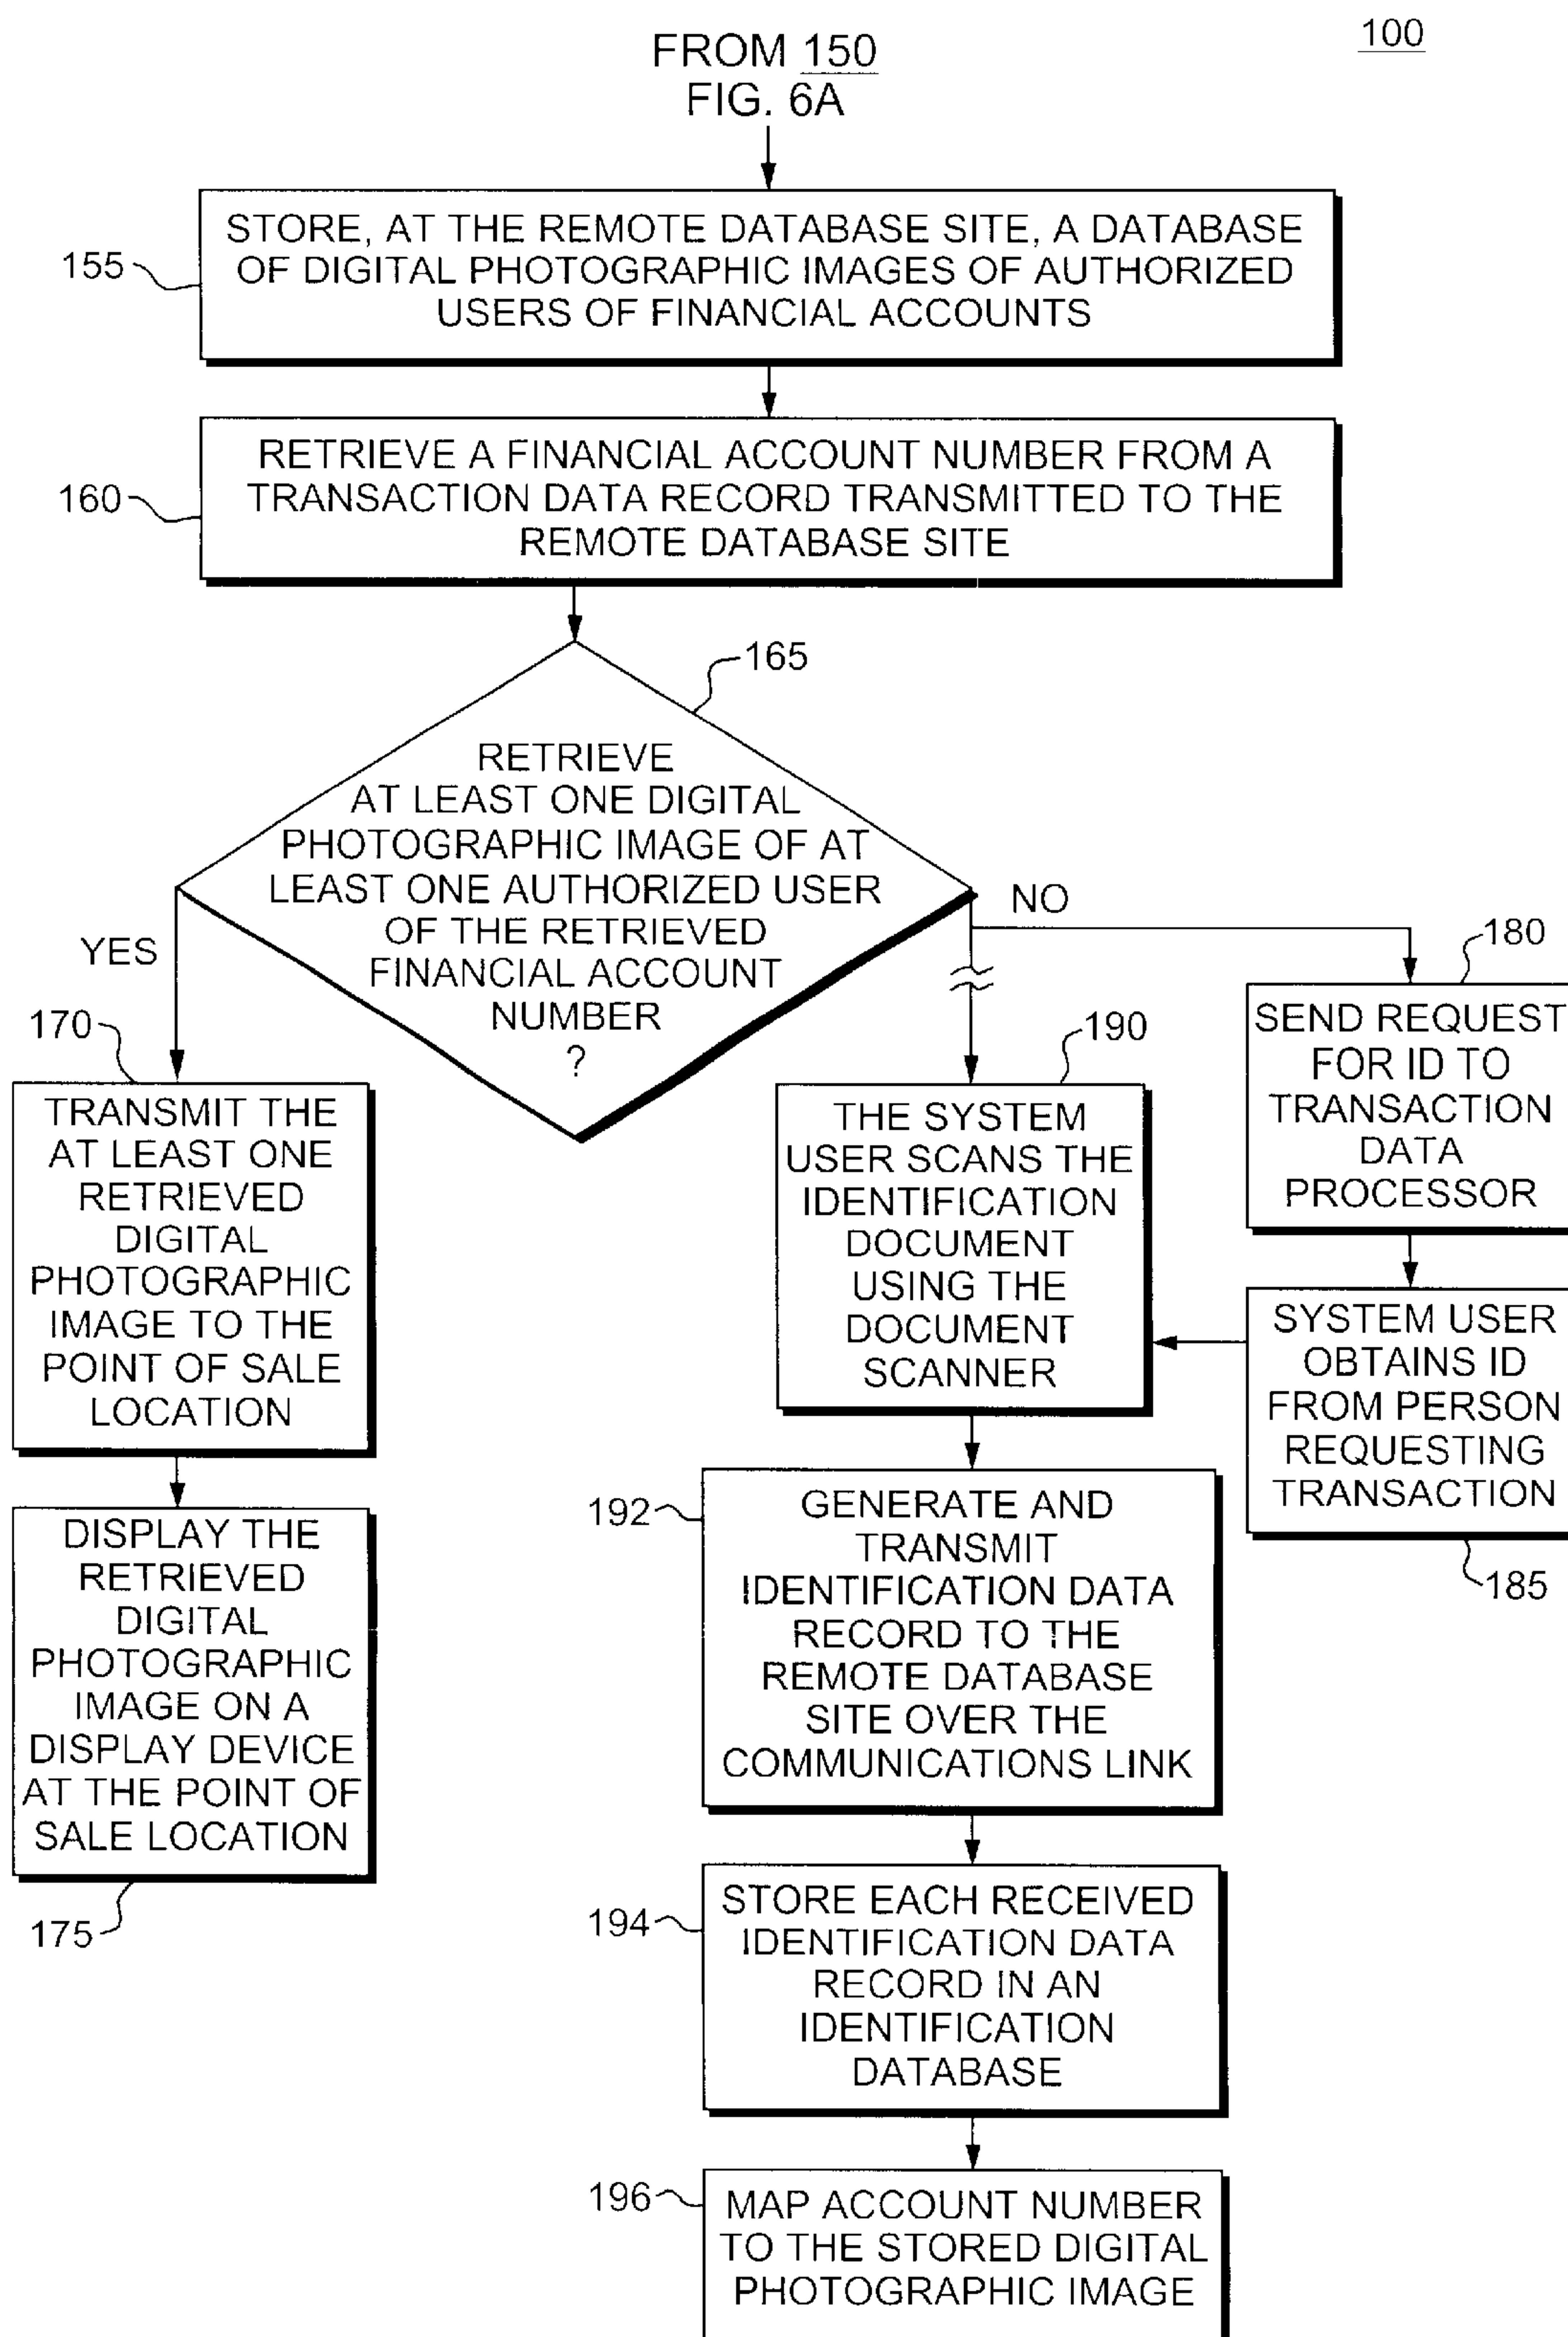 100
FROM 150
FIG. 6A
155
STORE, AT THE REMOTE DATABASE SITE, A DATABASE
OF DIGITAL PHOTOGRAPHIC IMAGES OF AUTHORIZED
USERS OF FINANCIAL ACCOUNTS
160
RETRIEVE A FINANCIAL ACCOUNT NUMBER FROM A
TRANSACTION DATA RECORD TRANSMITTED TO THE
REMOTE DATABASE SITE
165
RETRIEVE
AT LEAST ONE DIGITAL
PHOTOGRAPHIC IMAGE OF AT
LEAST ONE AUTHORIZED USER
OF THE RETRIEVED
FINANCIAL ACCOUNT
NUMBER
?
YES
NO
170
TRANSMIT THE
AT LEAST ONE
RETRIEVED
DIGITAL
PHOTOGRAPHIC
IMAGE TO THE
POINT OF SALE
LOCATION
DISPLAY THE
RETRIEVED
DIGITAL
PHOTOGRAPHIC
IMAGE ON A
DISPLAY DEVICE
AT THE POINT OF
SALE LOCATION
175
180
SEND REQUEST
FOR ID TO
TRANSACTION
DATA
PROCESSOR
SYSTEM USER
OBTAINS ID
FROM PERSON
REQUESTING
TRANSACTION
185
190
THE SYSTEM
USER SCANS THE
IDENTIFICATION
DOCUMENT
USING THE
DOCUMENT
SCANNER
192
GENERATE AND
TRANSMIT
IDENTIFICATION DATA
RECORD TO THE
REMOTE DATABASE
SITE OVER THE
COMMUNICATIONS LINK
194
STORE EACH RECEIVED
IDENTIFICATION DATA
RECORD IN AN
IDENTIFICATION
DATABASE
196
MAP ACCOUNT NUMBER
TO THE STORED DIGITAL
PHOTOGRAPHIC IMAGE